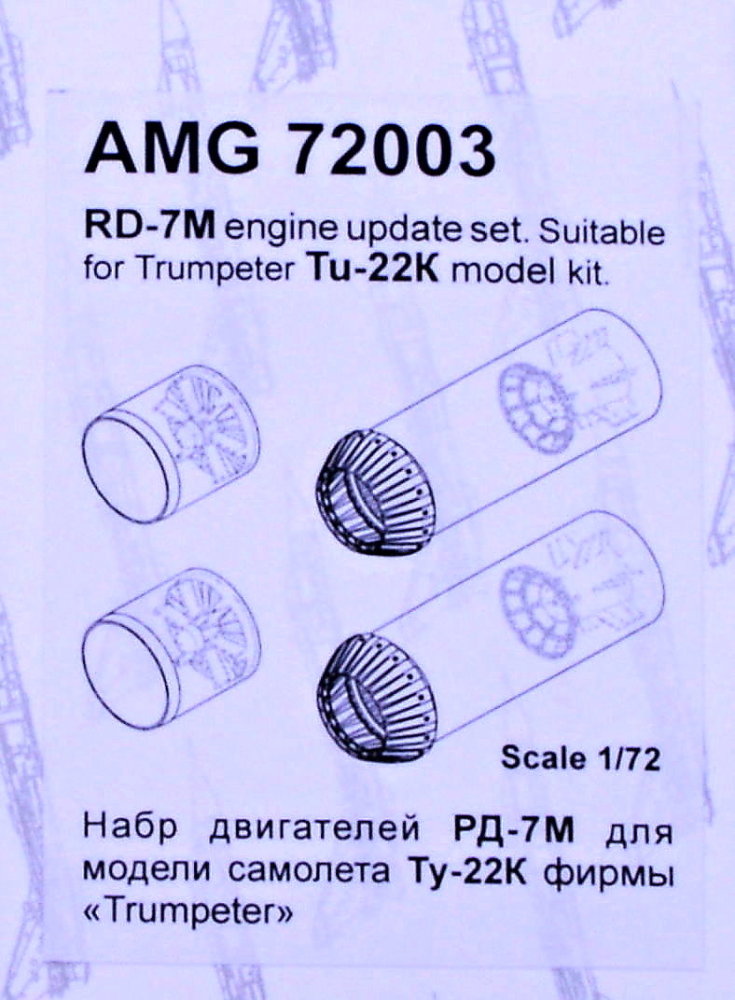 AMG 72003
RD-7M engine update set. Suitable
for Trumpeter Tu-22K model kit.
Scale 1/72
Набр двигателей РД-7М для
модели самолета Ту-22К фирмы
«Trumpeter»